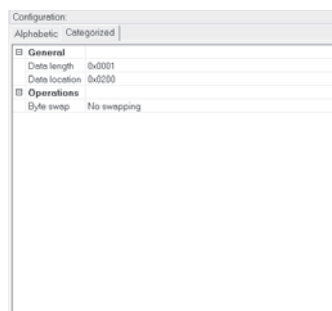 Configuration:
Alphabetic Categorized
General
Data length 0x0001
Data location 0x0200
Operations
Byte swap No swapping